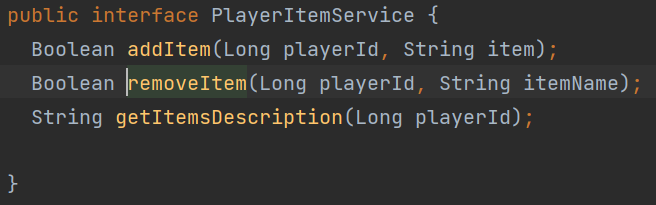 public interface PlayerItemService {
Boolean addItem(Long playerId, String item);
Boolean removeItem(Long playerId, String itemName);
String getItemsDescription(Long playerId);
}